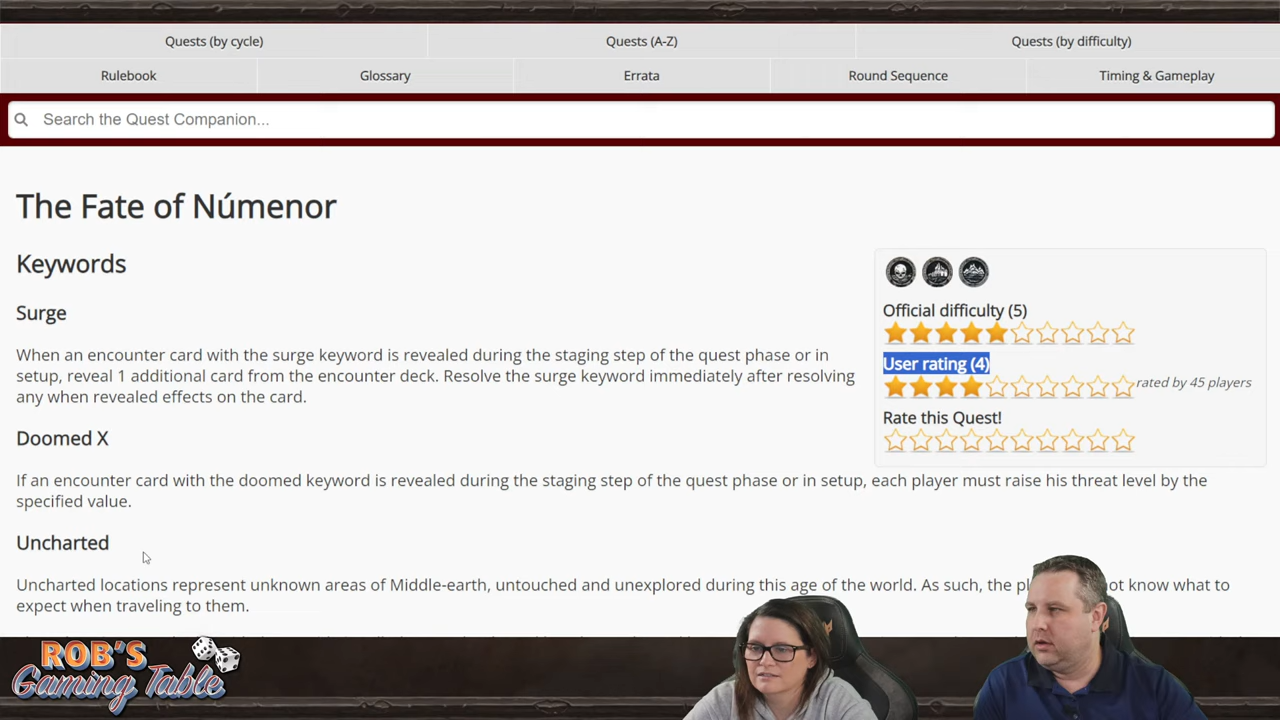 Quests (by cycle)
Quests (A-Z)
Quests (by difficulty)
Rulebook
Glossary
Errata
Round Sequence
Timing & Gameplay
Search the Quest Companion...
The Fate of Númenor
Keywords
Surge
When an encounter card with the surge keyword is revealed during the staging step of the quest phase or in
setup, reveal 1 additional card from the encounter deck. Resolve the surge keyword immediately after resolving
any when revealed effects on the card.
Official difficulty (5)
User rating (4)
rated by 45 players
Rate this Quest!
Doomed X
If an encounter card with the doomed keyword is revealed during the staging step of the quest phase or in setup, each player must raise his threat level by the
specified value.
Uncharted
Uncharted locations represent unknown areas of Middle-earth, untouched and unexplored during this age of the world. As such, the not know what to
expect when traveling to them.
ROB'S
Gaming Table